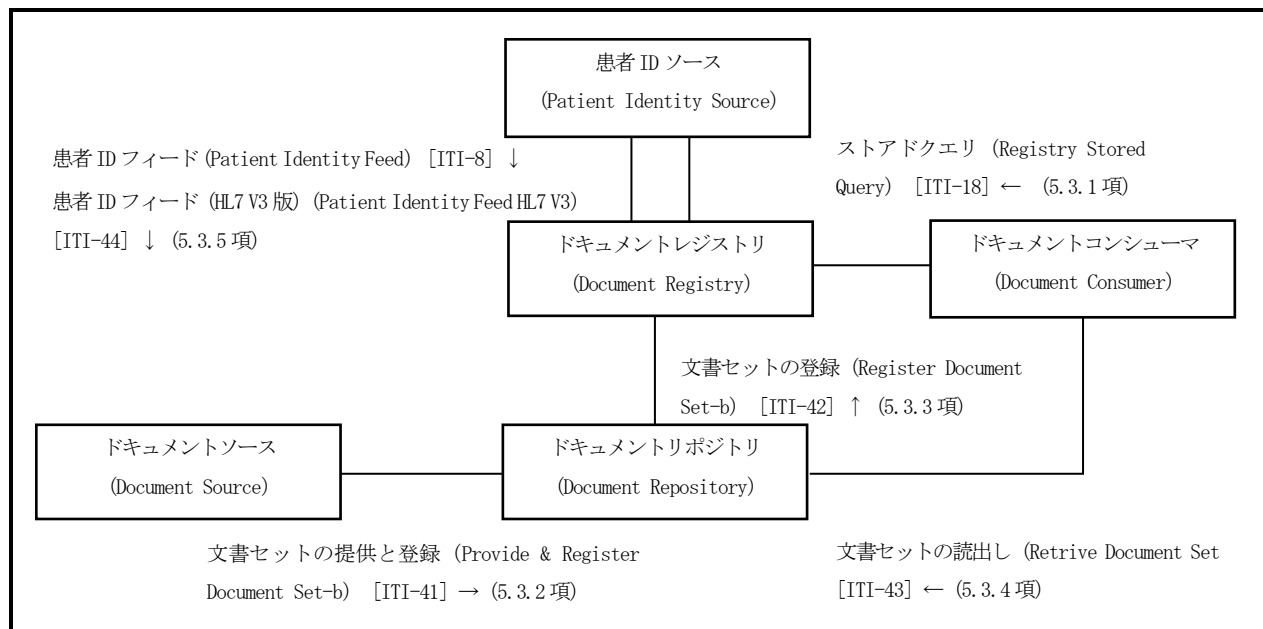 患者 ID ソース
(Patient Identity Source)
患者 ID フィード (Patient Identity Feed) [ITI-8] ↓
患者 ID フィード (HL7 V3 版) (Patient Identity Feed HL7 V3)
[ITI-44] ↓ (5.3.5 項)
ストアドクエリ (Registry Stored
Query) [ITI-18] ← (5.3.1 項)
ドキュメントレジストリ
(Document Registry)
ドキュメントコンシューマ
(Document Consumer)
文書セットの登録 (Register Document
Set-b) [ITI-42] ↑ (5.3.3 項)
ドキュメントソース
(Document Source)
ドキュメントリポジトリ
(Document Repository)
文書セットの提供と登録 (Provide & Register
Document Set-b) [ITI-41] → (5.3.2 項)
文書セットの読出し (Retrive Document Set
[ITI-43] ← (5.3.4 項)